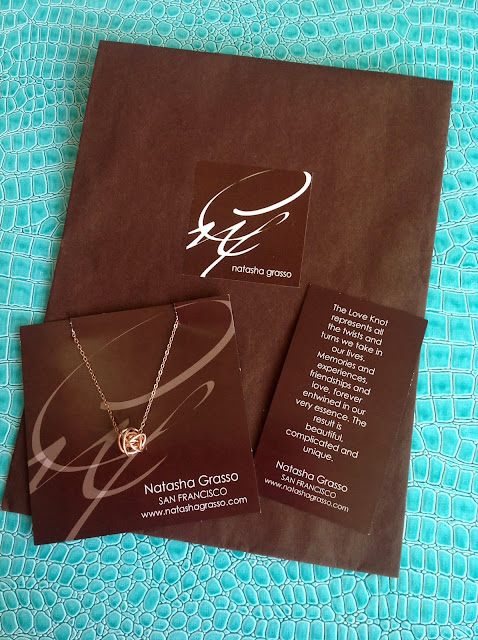 natasha grasso
The Love Knot
represents all
the twists and
turns we take in
our lives.
Memories and
experiences,
friendships and
love, forever
entwined in our
very essence. The
result is
beautiful,
complicated and
unique.
Natasha Grasso
SAN FRANCISCO
www.natashagrasso.com
Natasha Grasso
SAN FRANCISCO
www.natashagrasso.com